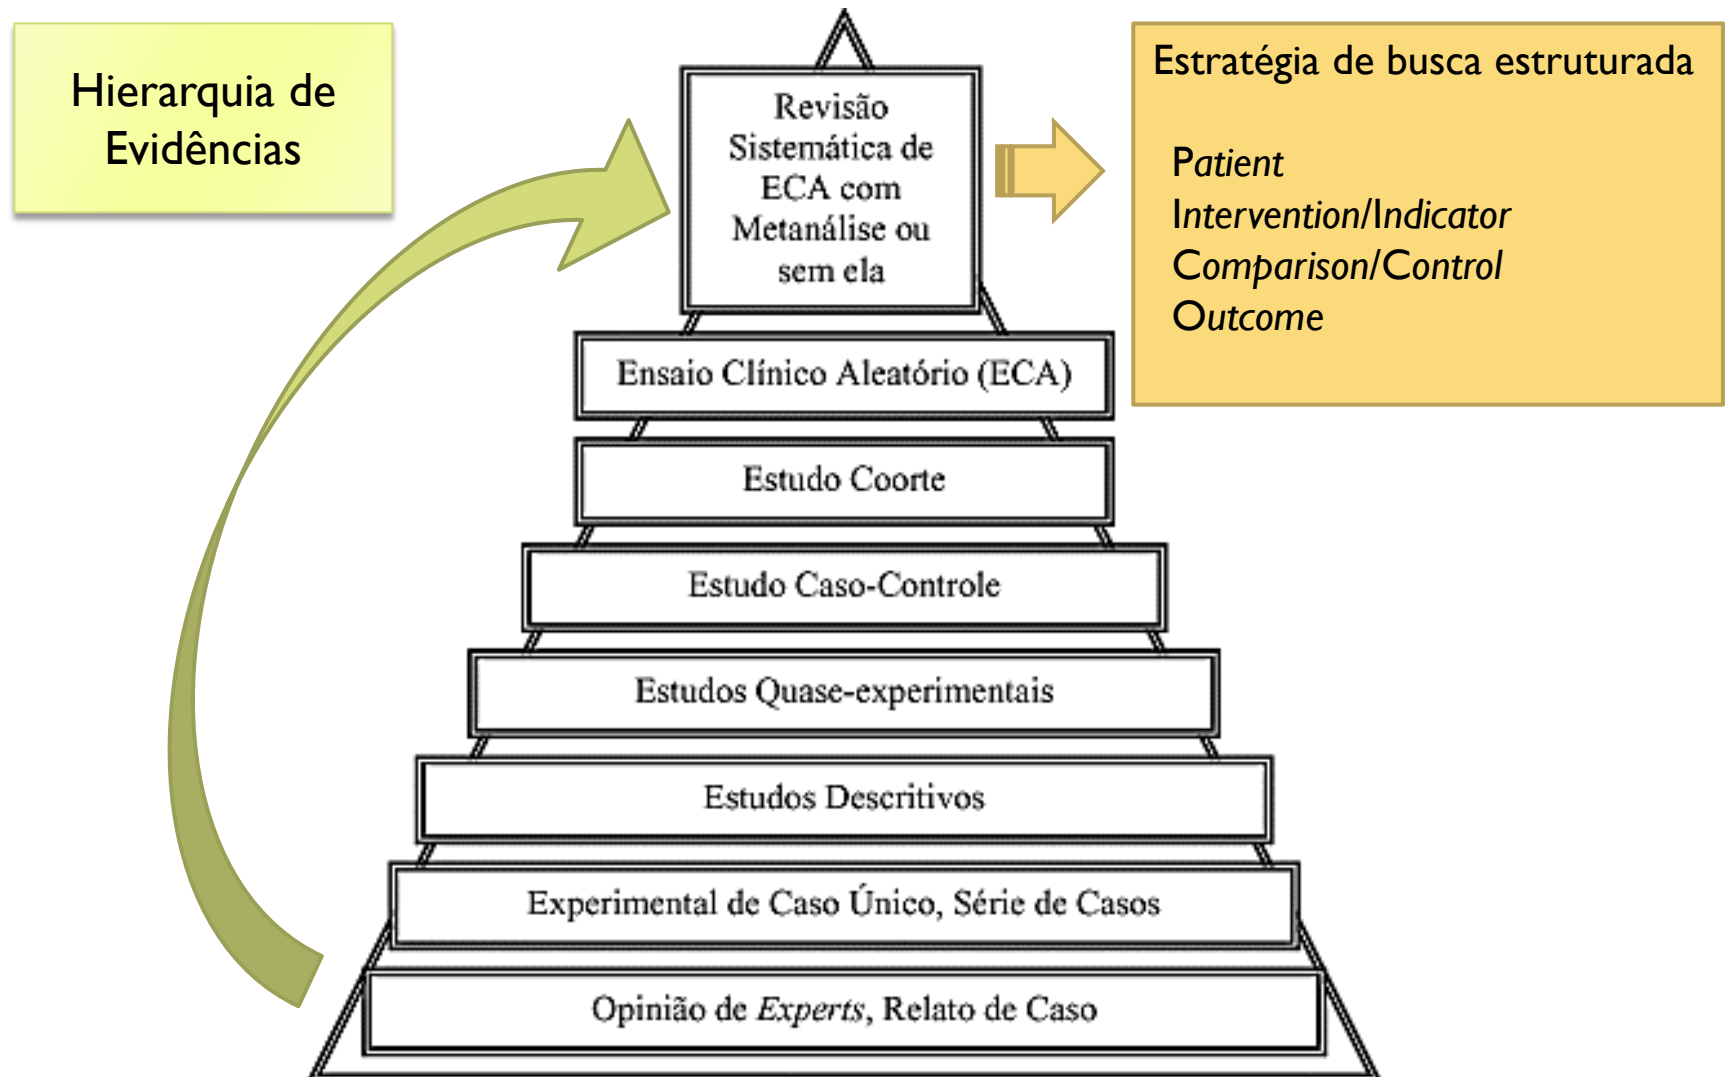 Hierarquia de
Evidências
Revisão
Sistemática de
ECA com
Metanálise ou
sem ela
Estratégia de busca estruturada
Patient
Intervention/Indicator
Comparison/Control
Outcome
Ensaio Clínico Aleatório (ECA)
Estudo Coorte
Estudo Caso-Controle
Estudos Quase-experimentais
Estudos Descritivos
Experimental de Caso Único, Série de Casos
Opinião de Experts, Relato de Caso